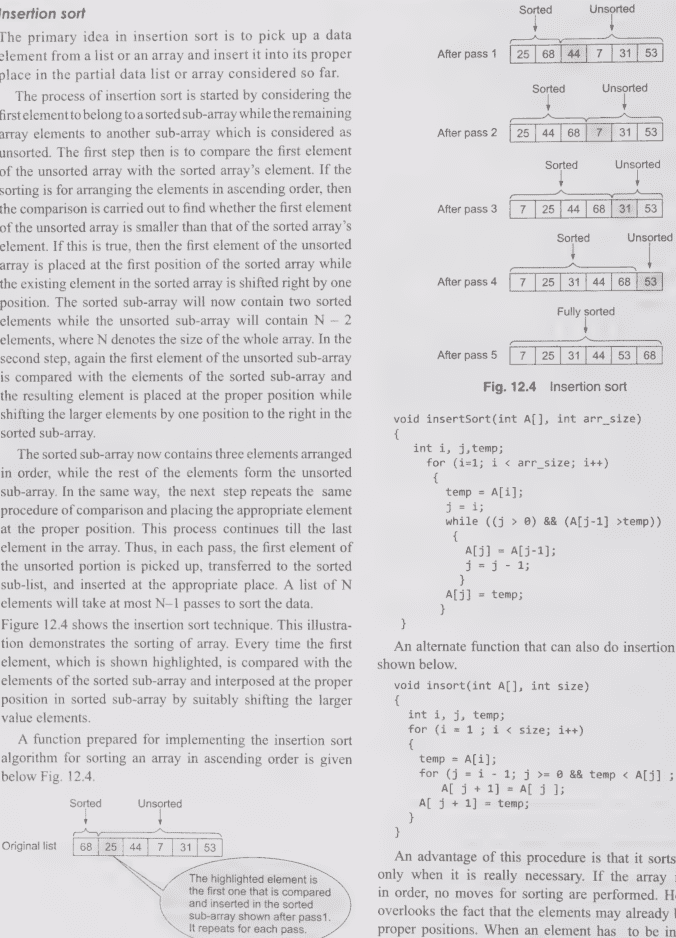 Insertion sort
The primary idea in insertion sort is to pick up a data
element from a list or an array and insert it into its proper
place in the partial data list or array considered so far.
The process of insertion sort is started by considering the
first element to belong to a sorted sub-array while the remaining
array elements to another sub-array which is considered as
unsorted. The first step then is to compare the first element
of the unsorted array with the sorted array's element. If the
sorting is for arranging the elements in ascending order, then
the comparison is carried out to find whether the first element
of the unsorted array is smaller than that of the sorted array's
element. If this is true, then the first element of the unsorted
array is placed at the first position of the sorted array while
the existing element in the sorted array is shifted right by one
position. The sorted sub-array will now contain two sorted
elements while the unsorted sub-array will contain N – 2
elements, where N denotes the size of the whole array. In the
second step, again the first element of the unsorted sub-array
is compared with the elements of the sorted sub-array and
the resulting element is placed at the proper position while
shifting the larger elements by one position to the right in the
sorted sub-array.
The sorted sub-array now contains three elements arranged
in order, while the rest of the elements form the unsorted
sub-array. In the same way, the next step repeats the same
procedure of comparison and placing the appropriate element
at the proper position. This process continues till the last
element in the array. Thus, in each pass, the first element of
the unsorted portion is picked up, transferred to the sorted
sub-list, and inserted at the appropriate place. A list of N
elements will take at most N–1 passes to sort the data.
Figure 12.4 shows the insertion sort technique. This illustra-
tion demonstrates the sorting of array. Every time the first
element, which is shown highlighted, is compared with the
elements of the sorted sub-array and interposed at the proper
position in sorted sub-array by suitably shifting the larger
value elements.
A function prepared for implementing the insertion sort
algorithm for sorting an array in ascending order is given
below Fig. 12.4.
Sorted Unsorted
Original list 68 25 44 7 31 53
The highlighted element is
the first one that is compared
and inserted in the sorted
sub-array shown after pass1.
It repeats for each pass.
Sorted Unsorted
After pass 1 25 68 44 7 31 53
Sorted Unsorted
After pass 2 25 44 68 7 31 53
Sorted Unsorted
After pass 3 7 25 44 68 31 53
Sorted Unsorted
After pass 4 7 25 31 44 68 53
Fully sorted
After pass 5 7 25 31 44 53 68
Fig. 12.4 Insertion sort
void insertSort(int A[], int arr_size)
{
int i, j,temp;
for (i=1; i < arr_size; i++)
{
temp = A[i];
j = i;
while ((j > 0) && (A[j-1] >temp))
{
A[j] = A[j-1];
j = j - 1;
}
A[j] = temp;
}
}
An alternate function that can also do insertion
shown below.
void insort(int A[], int size)
{
int i, j, temp;
for (i = 1 ; i < size; i++)
{
temp = A[i];
for (j = i - 1; j >= 0 && temp < A[j] ;
A[ j + 1] = A[ j ];
A[ j + 1] = temp;
}
}
An advantage of this procedure is that it sorts
only when it is really necessary. If the array
in order, no moves for sorting are performed.
overlooks the fact that the elements may already
proper positions. When an element has to be